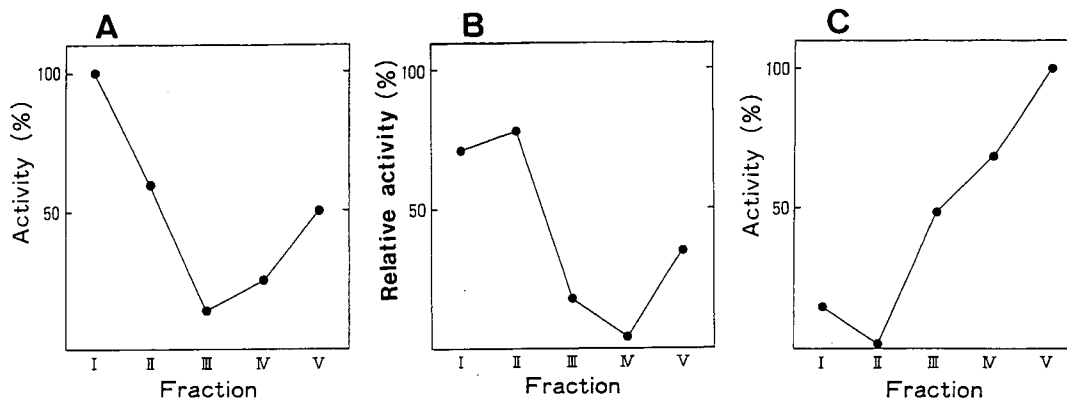 A
Activity (%)
100
50
I II III IV V
Fraction
B
Relative activity (%)
100
50
I II III IV V
Fraction
C
Activity (%)
100
50
I II III IV V
Fraction